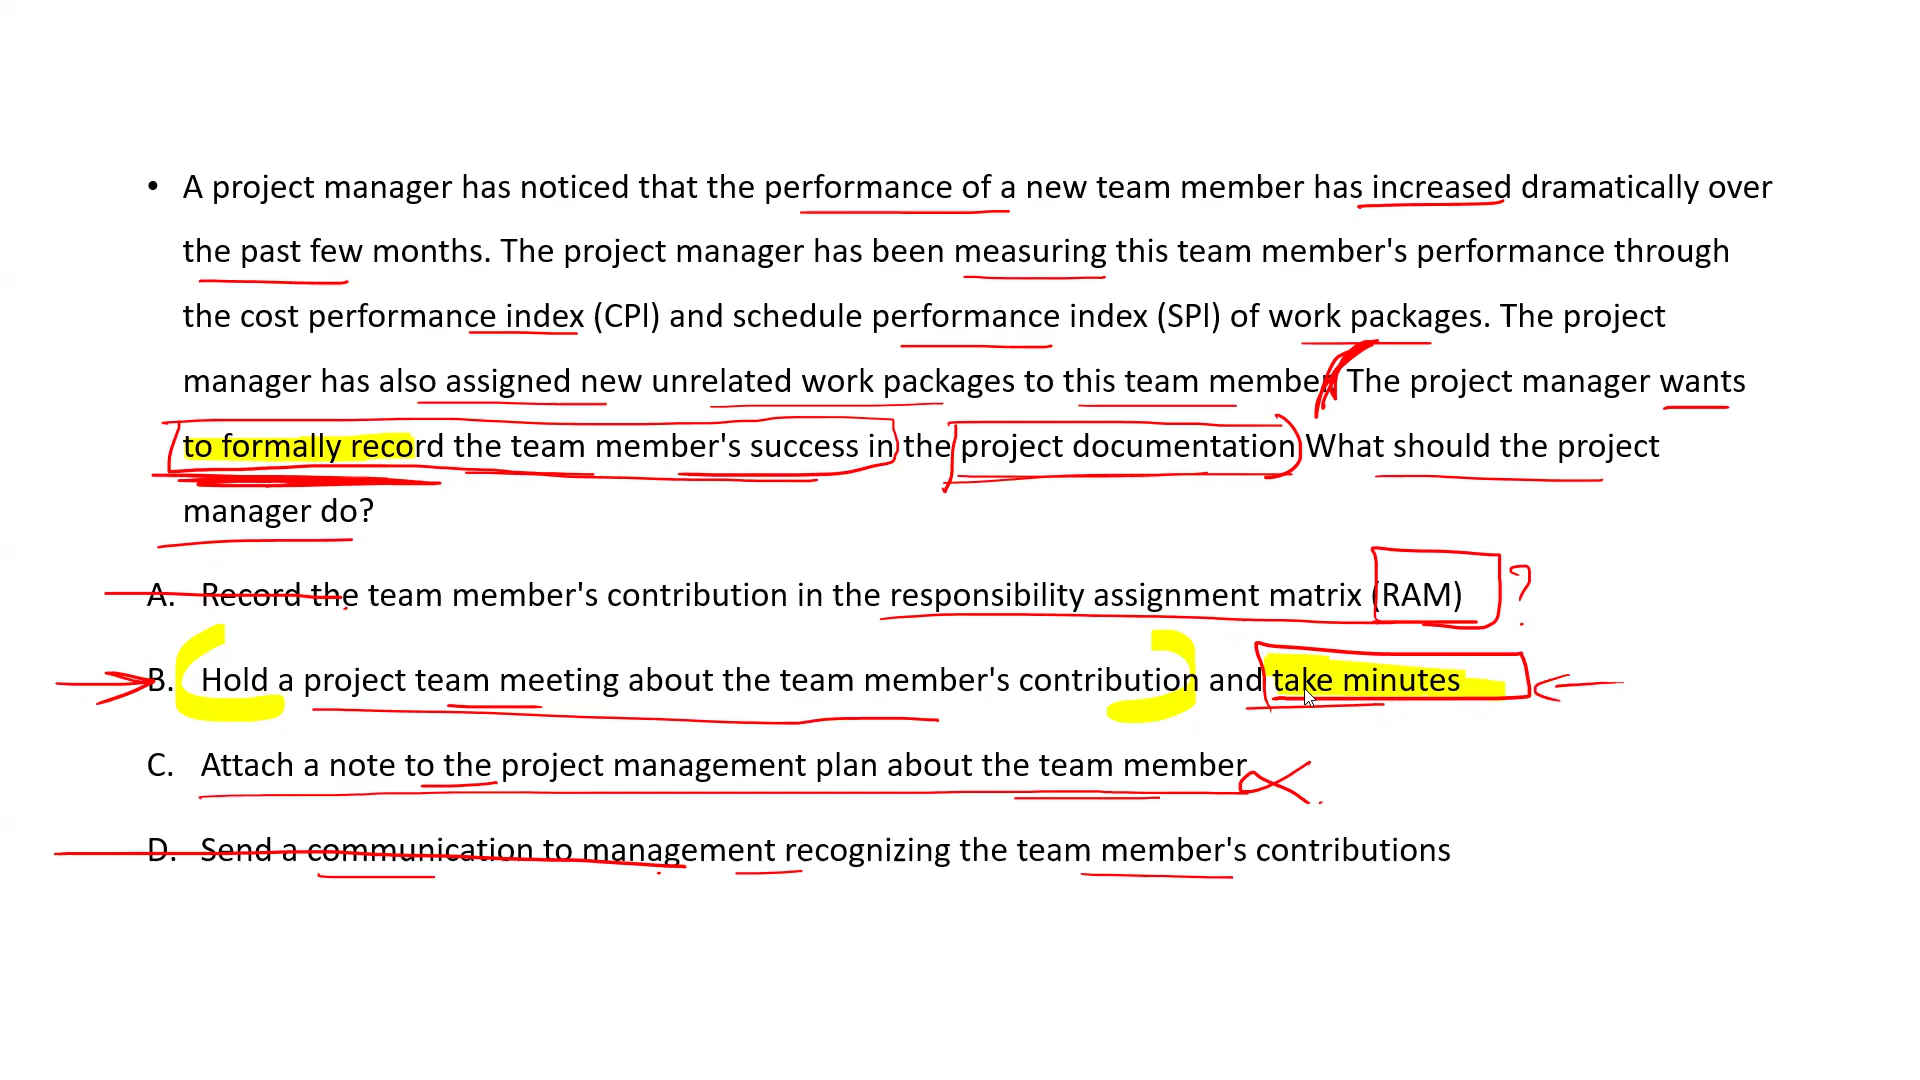 • A project manager has noticed that the performance of a new team member has increased dramatically over
the past few months. The project manager has been measuring this team member's performance through
the cost performance index (CPl) and schedule performance index (SPl) of work packages. The project
manager has also assigned new unrelated work packages to this team member. The project manager wants
to formally record the team member's success in the project documentation What should the project
manager do?
A. Record the team member's contribution in the responsibility assignment matrix (RAM) ?
B. Hold a project team meeting about the team member's contribution and take minutes
C. Attach a note to the project management plan about the team member
D. Send a communication to management recognizing the team member's contributions